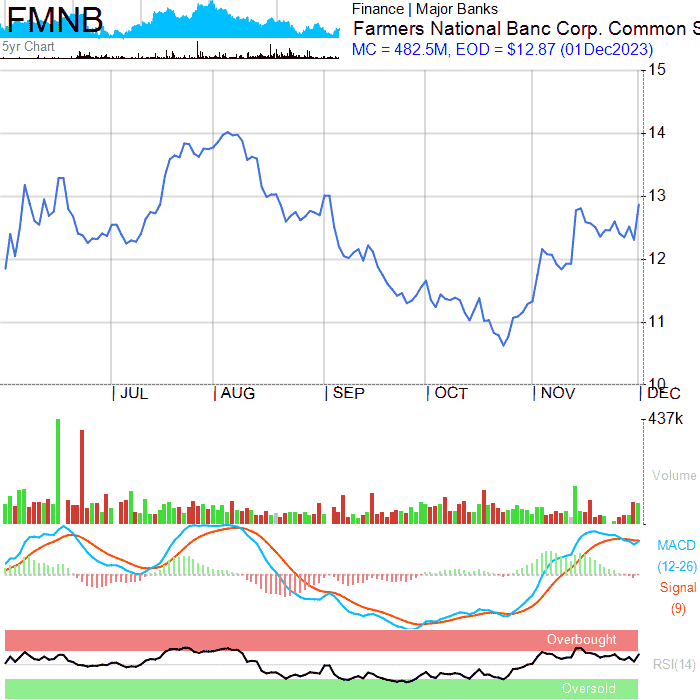 FMNB
5yr Chart
Finance | Major Banks
Farmers National Banc Corp. Common S
MC = 482.5M, EOD = $12.87 (01Dec2023)
15
14
13
12
11
10
JUL AUG SEP OCT NOV DEC
437k
Volume
MACD
(12-26)
Signal
(9)
Overbought
RSI(14)
Oversold